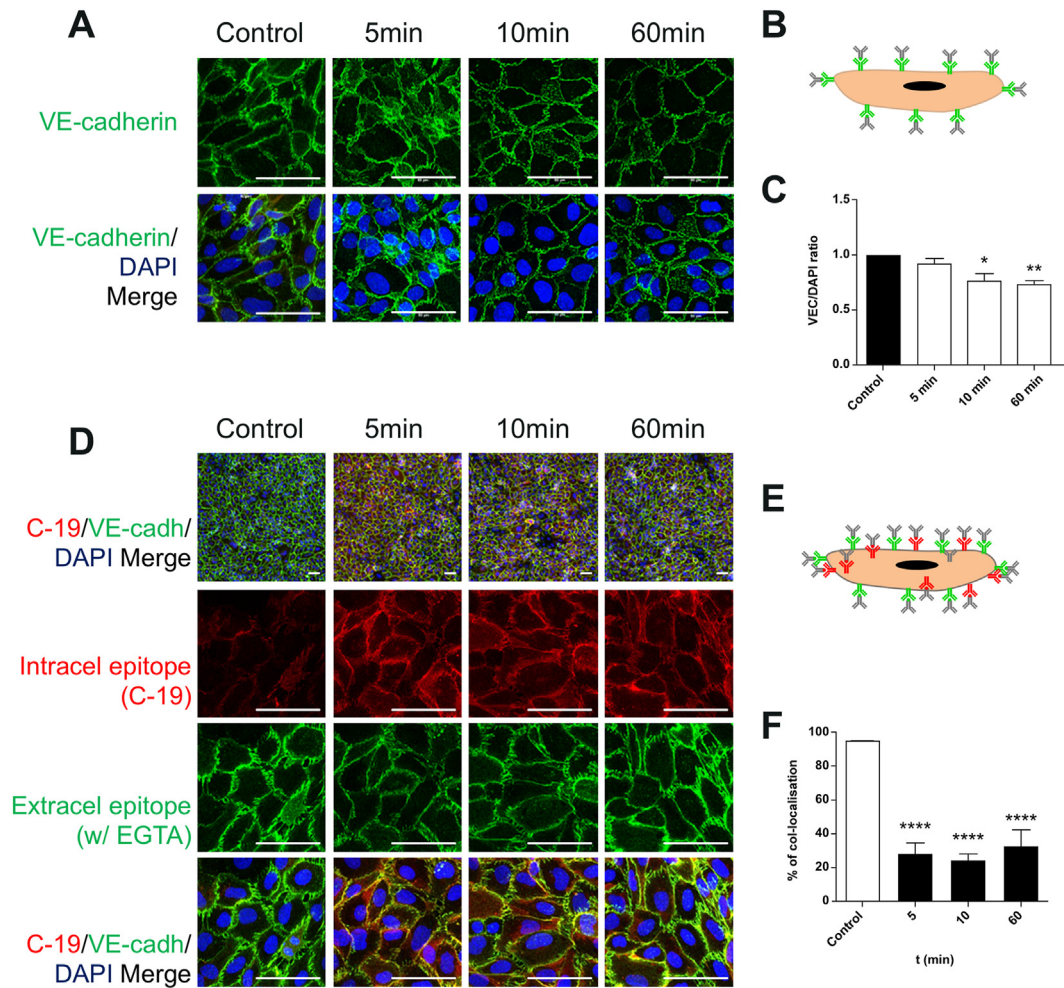 A
Control 5min 10min 60min
VE-cadherin
VE-cadherin/
DAPI
Merge
B
C
1.5
1.0
0.5
0.0
VEC/DAPI ratio
*
**
Control 5 min 10 min 60 min
D
Control 5min 10min 60min
C-19/VE-cadh/
DAPI Merge
Intracel epitope
(C-19)
Extracel epitope
(w/ EGTA)
C-19/VE-cadh/
DAPI Merge
E
F
100
80
60
40
20
0
% of col-localisation
**** **** ****
Control 5 10 60
t (min)